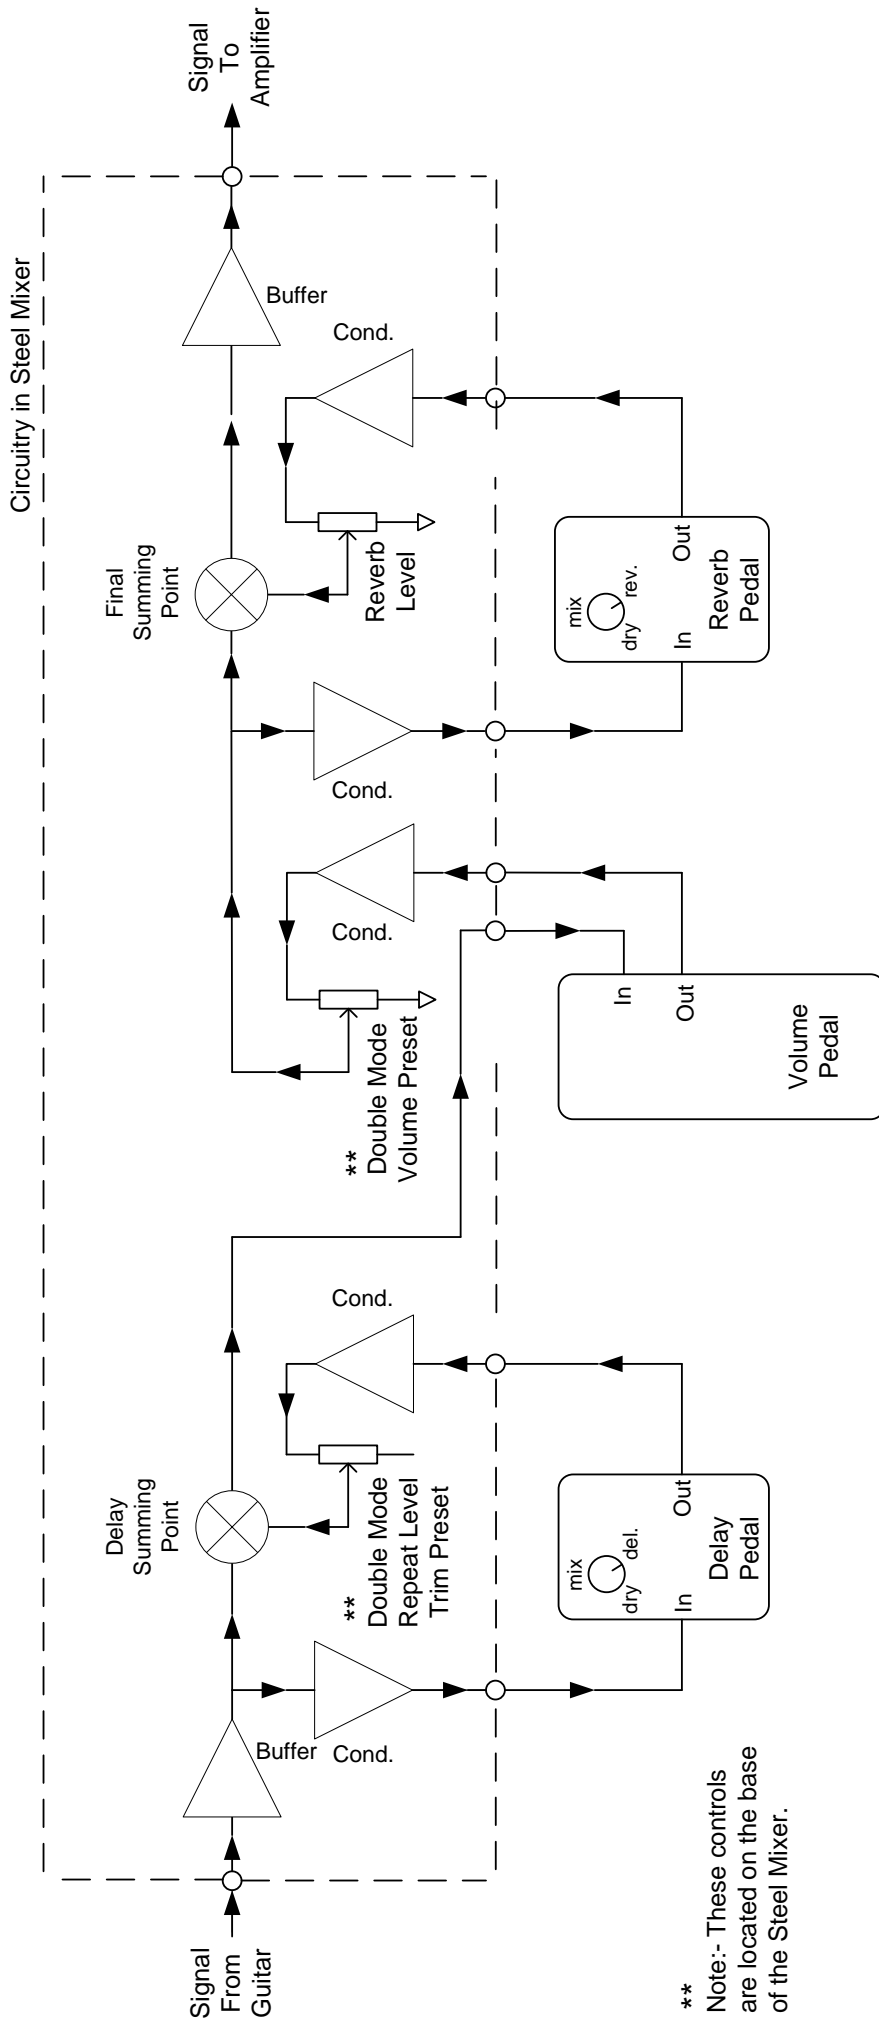 Circuitry in Steel Mixer
Signal
From
Guitar
Buffer
Cond.
Delay
Summing
Point
**
Double Mode
Repeat Level
Trim Preset
Cond.
mix
dry
del.
In
Out
Delay
Pedal
**
Double Mode
Volume Preset
Cond.
In
Out
Volume
Pedal
Cond.
Final
Summing
Point
Reverb
Level
Cond.
mix
dry
rev.
In
Out
Reverb
Pedal
Buffer
Signal
To
Amplifier
**
Note:- These controls
are located on the base
of the Steel Mixer.